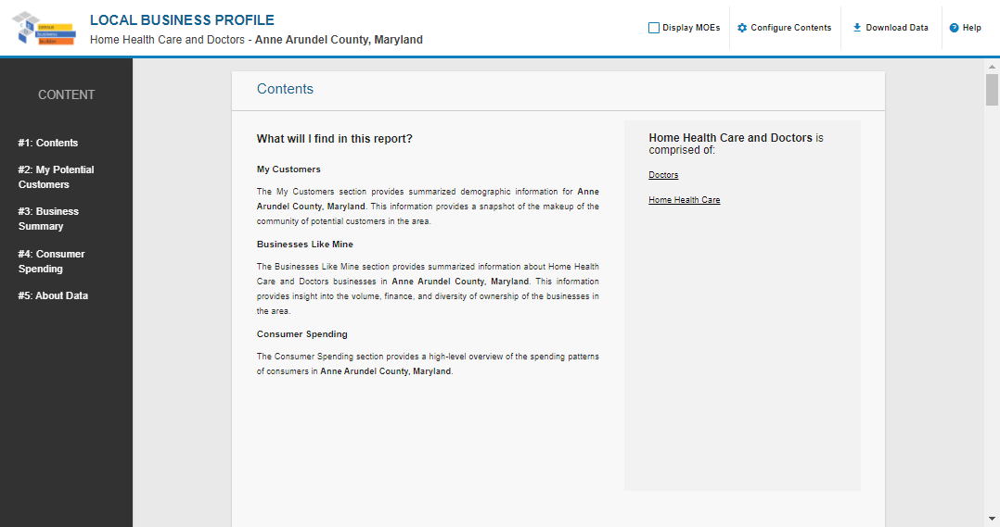 census
business
builder
LOCAL BUSINESS PROFILE
Home Health Care and Doctors - Anne Arundel County, Maryland
Display MOEs
Configure Contents
Download Data
? Help
CONTENT
#1: Contents
#2: My Potential
Customers
#3: Business
Summary
#4: Consumer
Spending
#5: About Data
Contents
What will I find in this report?
My Customers
The My Customers section provides summarized demographic information for Anne
Arundel County, Maryland. This information provides a snapshot of the makeup of the
community of potential customers in the area.
Businesses Like Mine
The Businesses Like Mine section provides summarized information about Home Health
Care and Doctors businesses in Anne Arundel County, Maryland. This information
provides insight into the volume, finance, and diversity of ownership of the businesses in
the area.
Consumer Spending
The Consumer Spending section provides a high-level overview of the spending patterns
of consumers in Anne Arundel County, Maryland.
Home Health Care and Doctors is
comprised of:
Doctors
Home Health Care